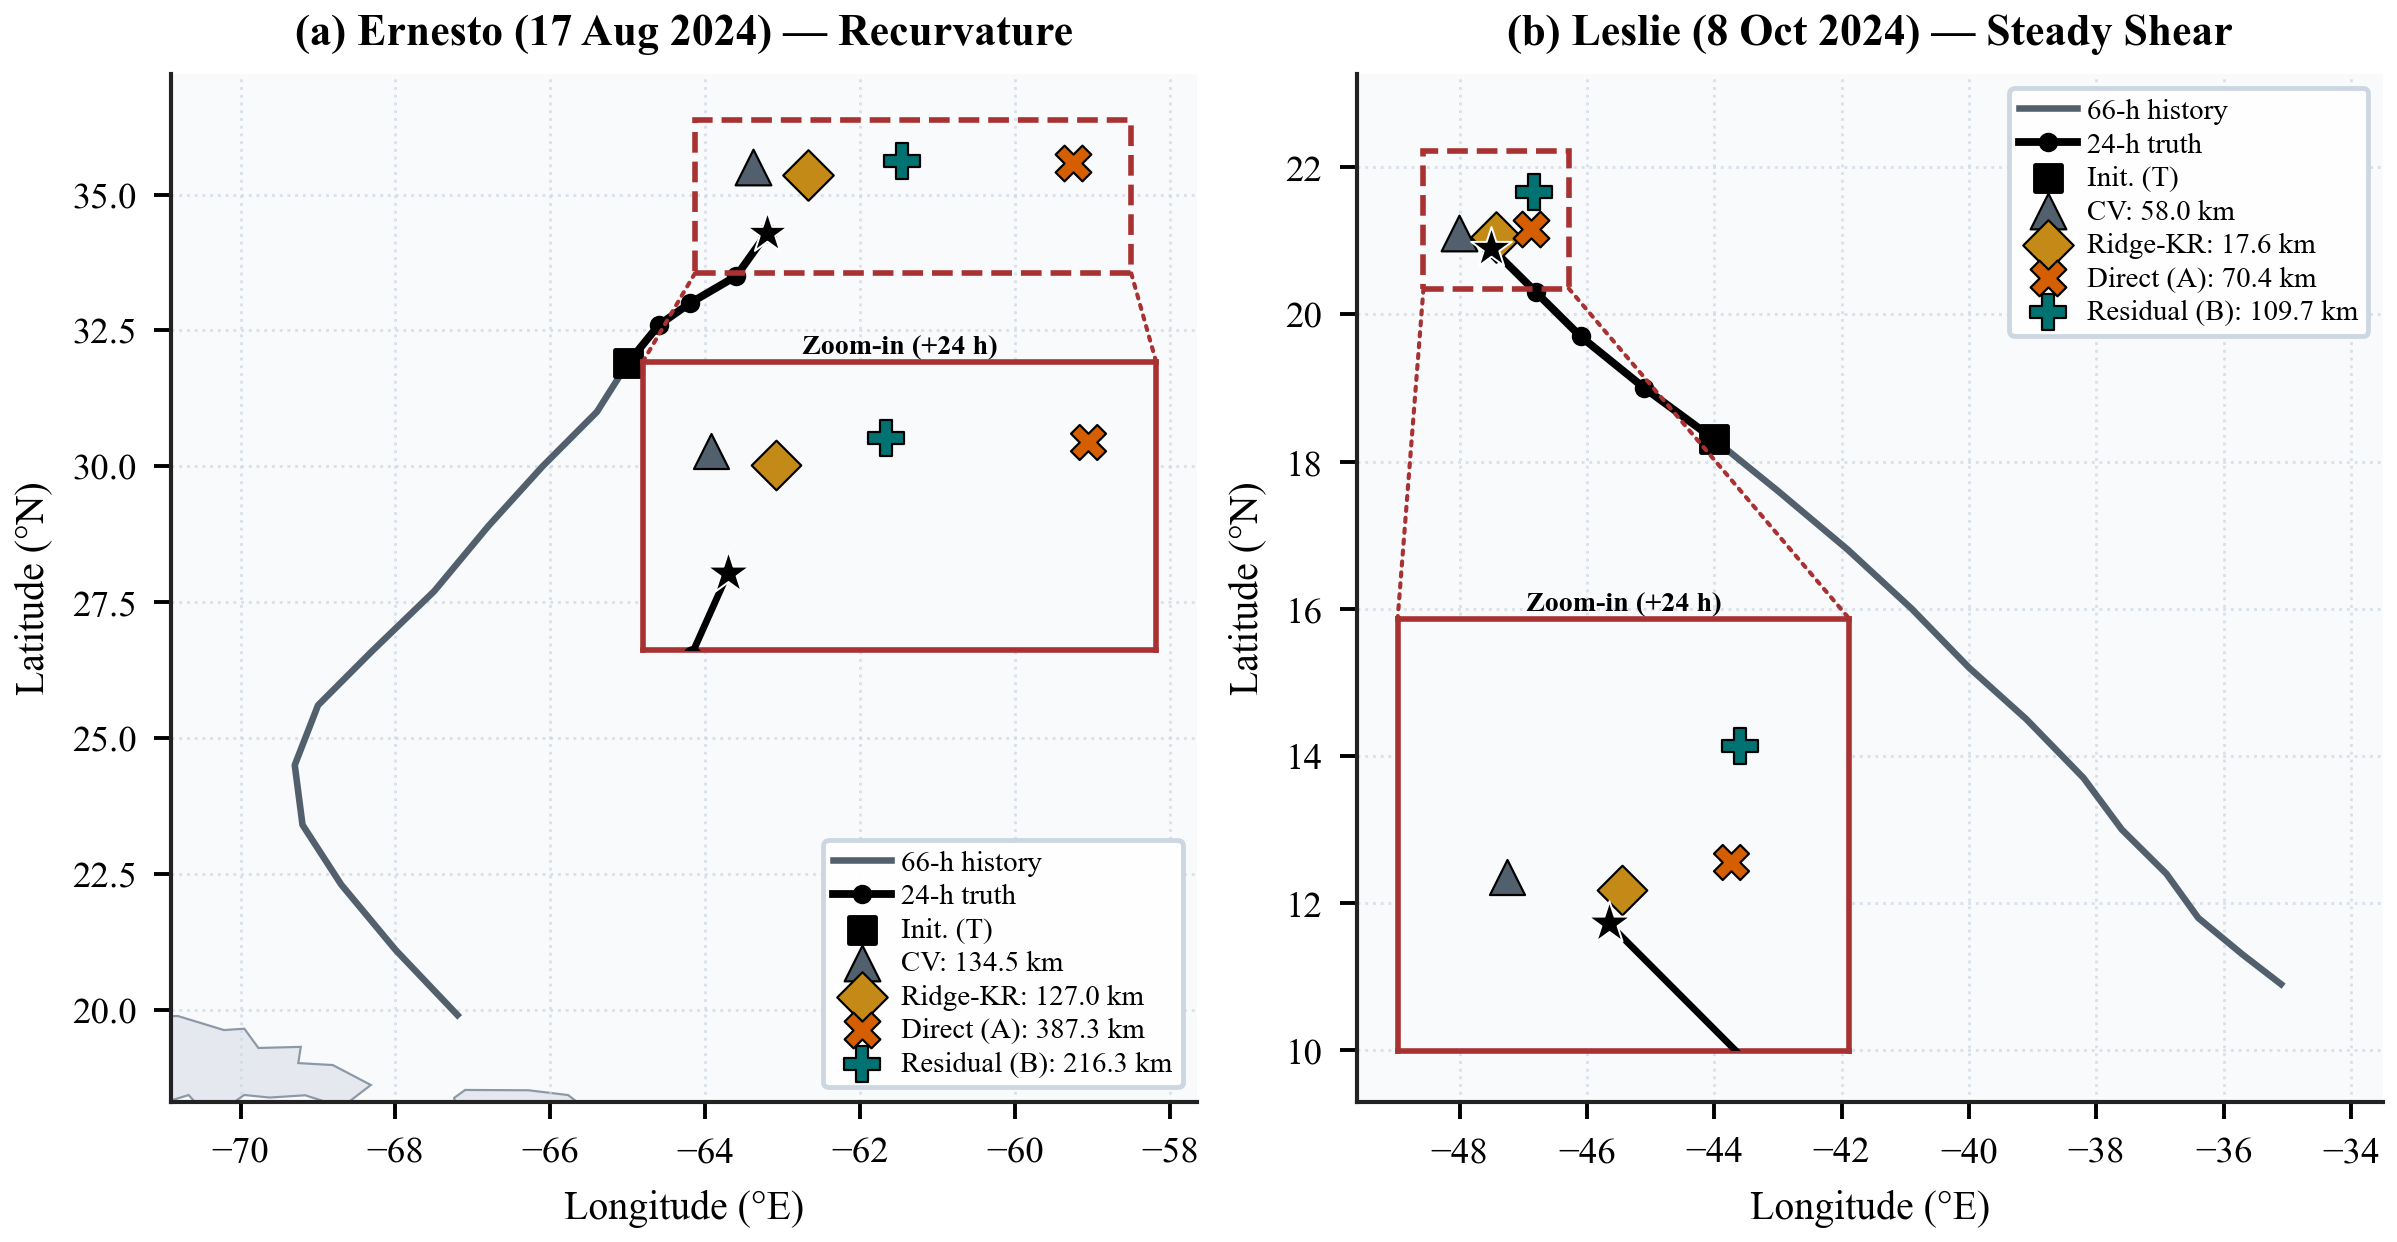 (a) Ernesto (17 Aug 2024) — Recurvature
Latitude (°N)
35.0
32.5
30.0
27.5
25.0
22.5
20.0
Zoom-in (+24 h)
66-h history
24-h truth
Init. (T)
CV: 134.5 km
Ridge-KR: 127.0 km
Direct (A): 387.3 km
Residual (B): 216.3 km
−70 −68 −66 −64 −62 −60 −58
Longitude (°E)
(b) Leslie (8 Oct 2024) — Steady Shear
Latitude (°N)
22
20
18
16
14
12
10
66-h history
24-h truth
Init. (T)
CV: 58.0 km
Ridge-KR: 17.6 km
Direct (A): 70.4 km
Residual (B): 109.7 km
Zoom-in (+24 h)
−48 −46 −44 −42 −40 −38 −36 −34
Longitude (°E)